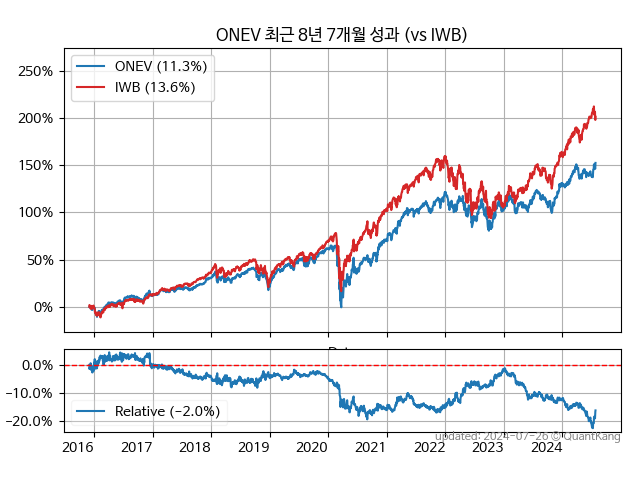 ONEV 최근 8년 7개월 성과 (vs IWB)
ONEV (11.3%)
IWB (13.6%)
250%
200%
150%
100%
50%
0%
0.0%
−10.0%
−20.0%
Relative (−2.0%)
2016 2017 2018 2019 2020 2021 2022 2023 2024
updated: 2024-07-26 © QuantKang